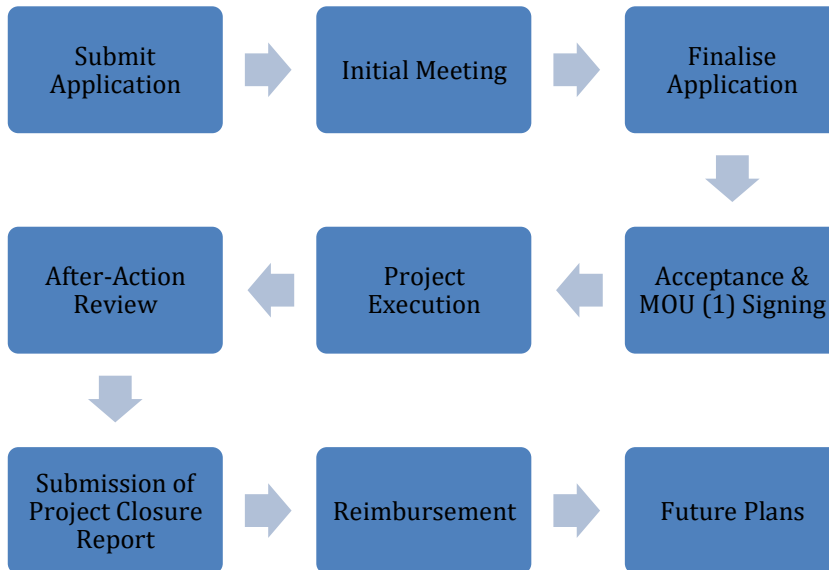 Submit
Application
Initial Meeting
Finalise
Application
Acceptance &
MOU (1) Signing
Project
Execution
After-Action
Review
Submission of
Project Closure
Report
Reimbursement
Future Plans